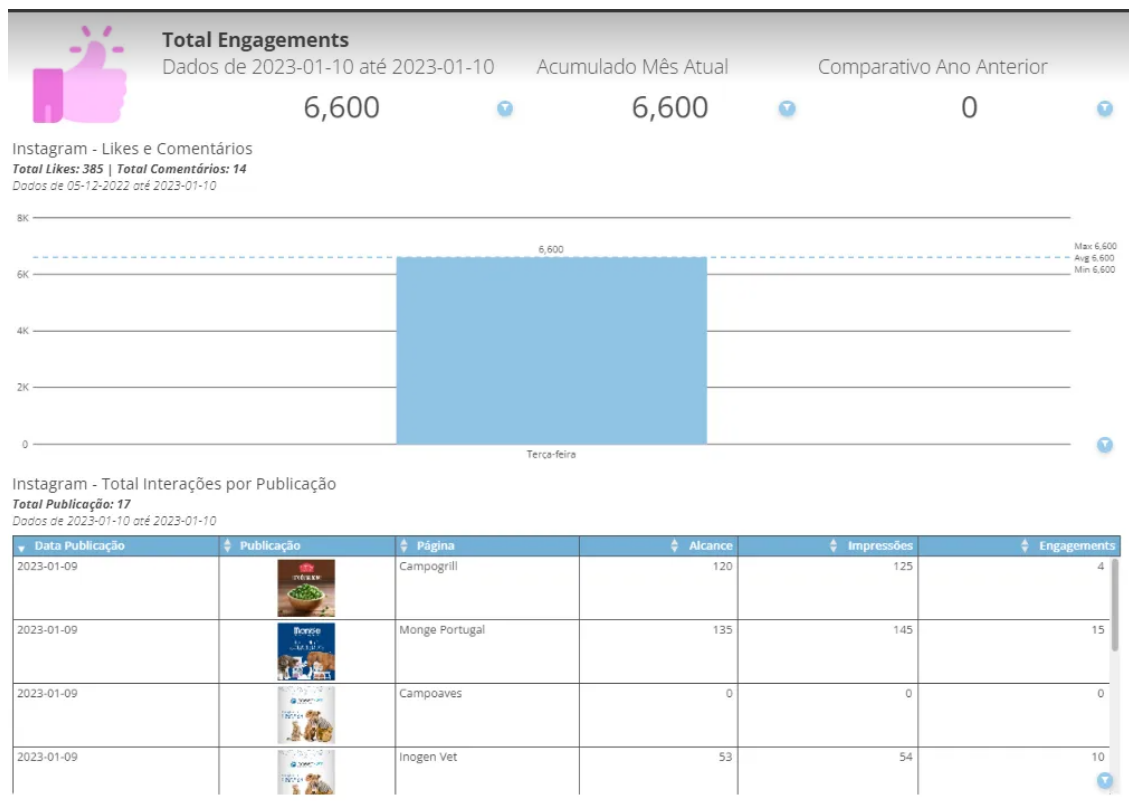 Total Engagements
Dados de 2023-01-10 até 2023-01-10 Acumulado Mês Atual Comparativo Ano Anterior
6,600 6,600 0
Instagram - Likes e Comentários
Total Likes: 385 | Total Comentários: 14
Dados de 05-12-2022 até 2023-01-10
8K
6,600
Max 6,600
Avg 6,600
6K
Min 6,600
4K
2K
0
Terça-feira
Instagram - Total Interações por Publicação
Total Publicação: 17
Dados de 2023-01-10 até 2023-01-10
Data Publicação Publicação Página Alcance Impressões Engagements
2023-01-09 Campogrill 120 125 4
2023-01-09 Monge Portugal 135 145 15
monge
2023-01-09 Campoaves 0 0 0
2023-01-09 Inogen Vet 53 54 10